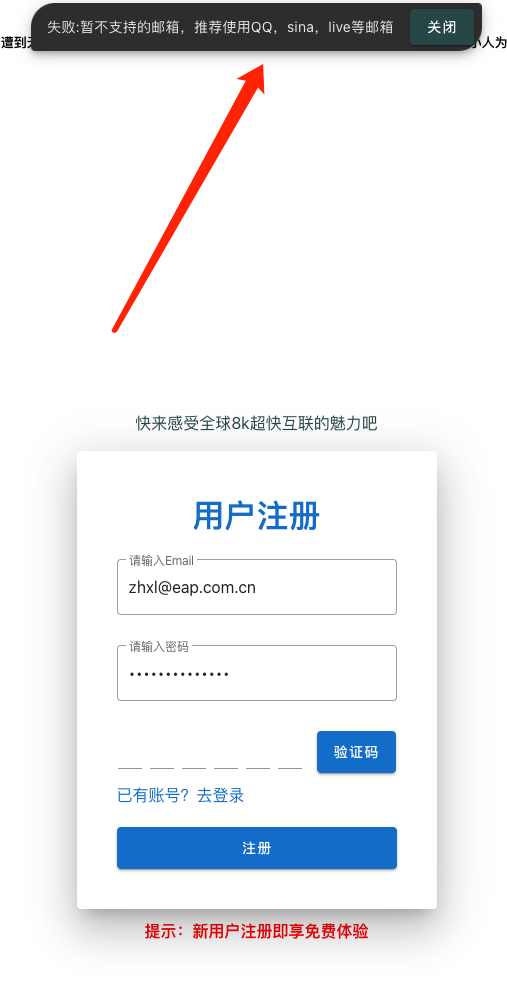 失败:暂不支持的邮箱，推荐使用QQ，sina，live等邮箱
关闭
遭到 小人为
快来感受全球8k超快互联的魅力吧
用户注册
请输入Email
zhxl@eap.com.cn
请输入密码
••••••••••••••
验证码
已有账号？去登录
注册
提示：新用户注册即享免费体验